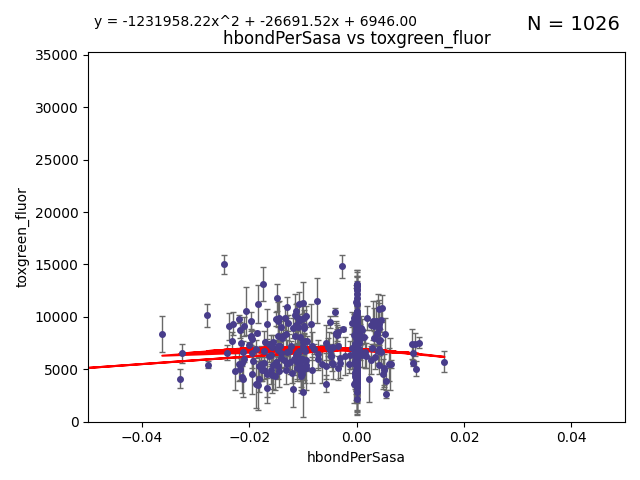 y = -1231958.22x^2 + -26691.52x + 6946.00
N = 1026
hbondPerSasa vs toxgreen_fluor
35000
30000
25000
20000
15000
10000
5000
0
toxgreen_fluor
−0.04
−0.02
0.00
0.02
0.04
hbondPerSasa